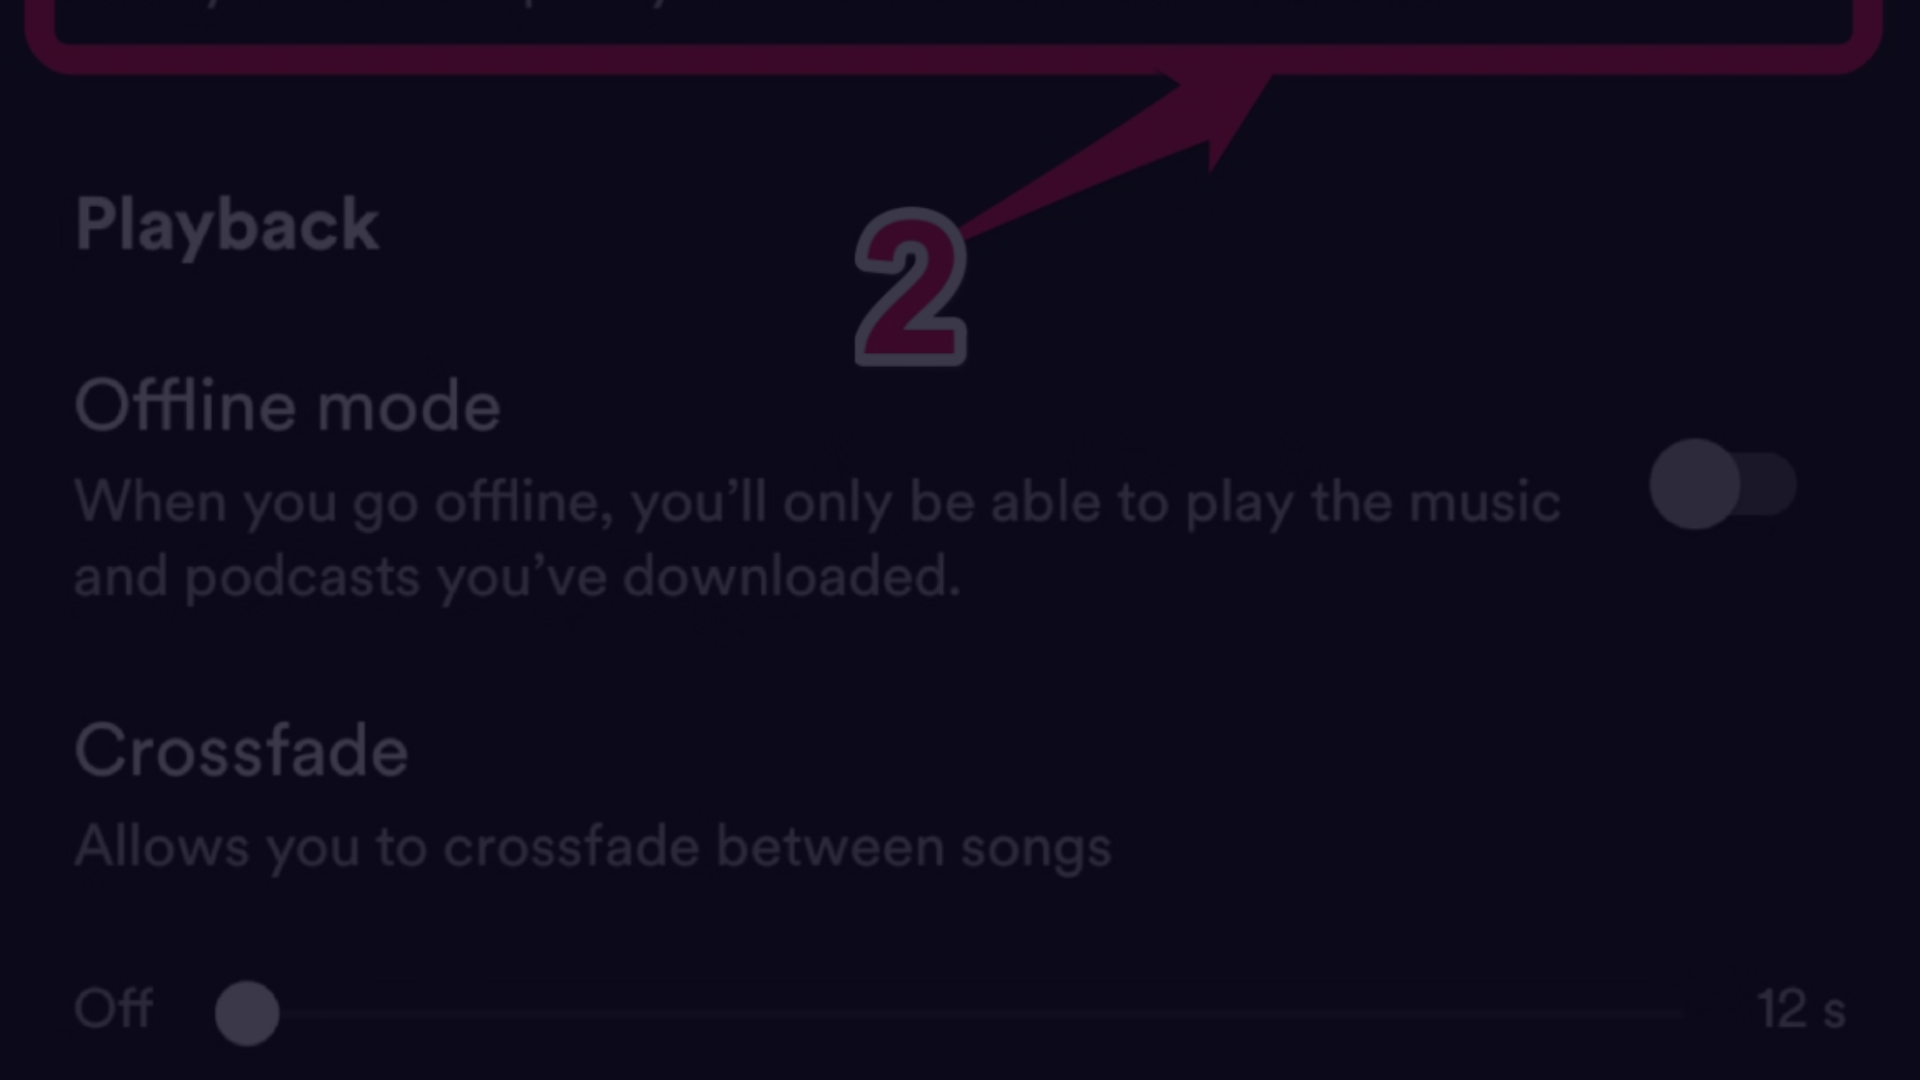 Playback
2
Offline mode
When you go offline, you’ll only be able to play the music
and podcasts you’ve downloaded.
Crossfade
Allows you to crossfade between songs
Off
12 s